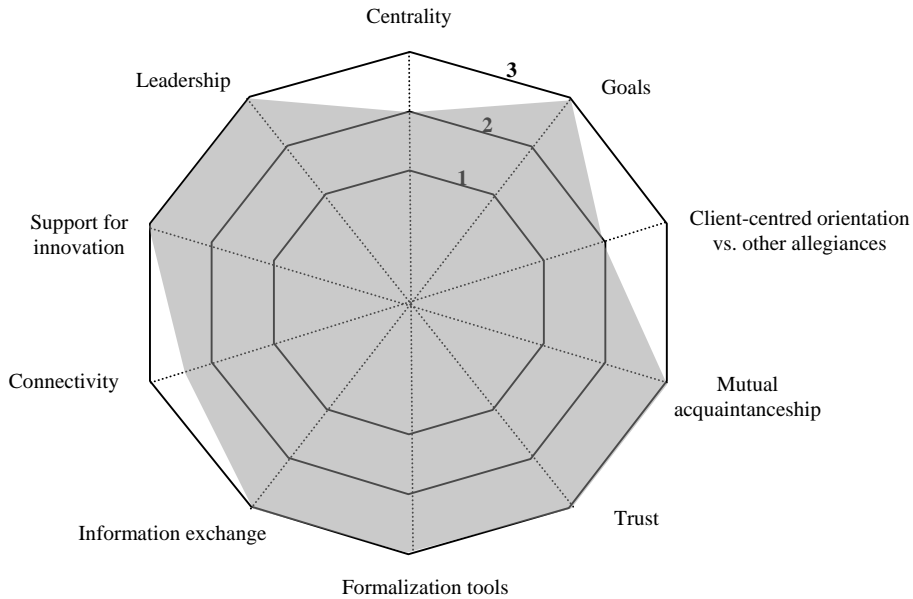 Centrality
3
Leadership
Goals
2
1
Support for
innovation
Client-centred orientation
vs. other allegiances
Connectivity
Mutual
acquaintanceship
Information exchange
Trust
Formalization tools